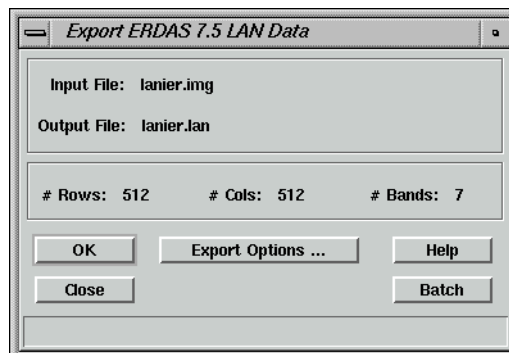 Export ERDAS 7.5 LAN Data
Input File: lanier.img
Output File: lanier.lan
# Rows: 512 # Cols: 512 # Bands: 7
OK Export Options ... Help
Close Batch